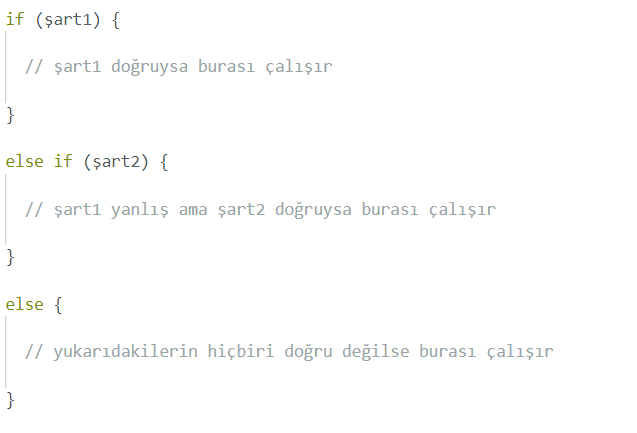 if (şart1) {
// şart1 doğruysa burası çalışır
}
else if (şart2) {
// şart1 yanlış ama şart2 doğruysa burası çalışır
}
else {
// yukarıdakilerin hiçbiri doğru değilse burası çalışır
}